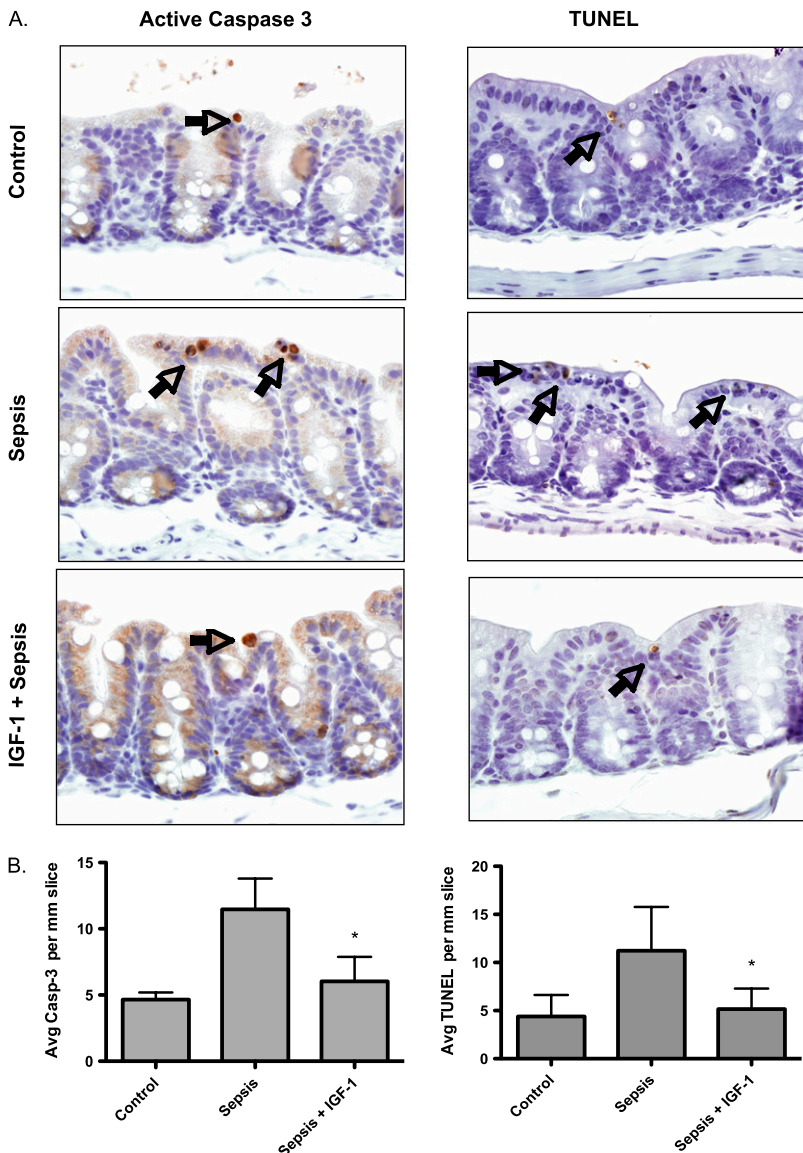 A.
Active Caspase 3
TUNEL
Control
Sepsis
IGF-1 + Sepsis
B.
Avg Casp-3 per mm slice
15
10
5
0
*
Control
Sepsis
Sepsis + IGF-1
Avg TUNEL per mm slice
20
15
10
5
0
*
Control
Sepsis
Sepsis + IGF-1